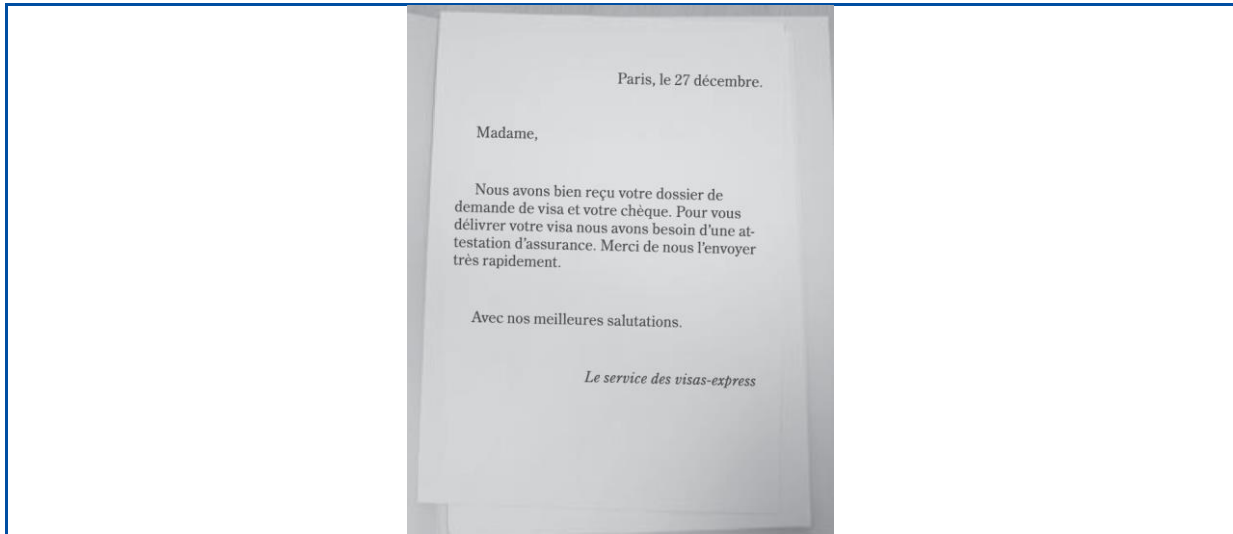 Paris, le 27 décembre.
Madame,
Nous avons bien reçu votre dossier de
demande de visa et votre chèque. Pour vous
délivrer votre visa nous avons besoin d’une at-
testation d’assurance. Merci de nous l’envoyer
très rapidement.
Avec nos meilleures salutations.
Le service des visas-express